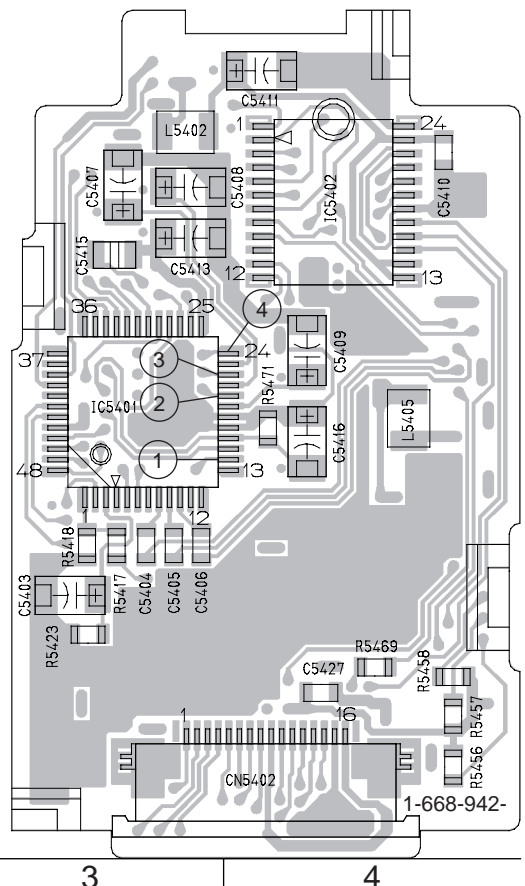 C5411
1
24
L5402
C5407
C5408
IC5402
C5410
C5415
C5413
12
13
36
25
4
37
3
24
C5409
R5471
IC5401
2
L5405
C5416
1
48
13
1
12
R5418
R5417
C5404
C5405
C5406
C5403
R5423
R5469
R5458
C5427
R5457
1
16
R5456
CN5402
1-668-942-
3
4